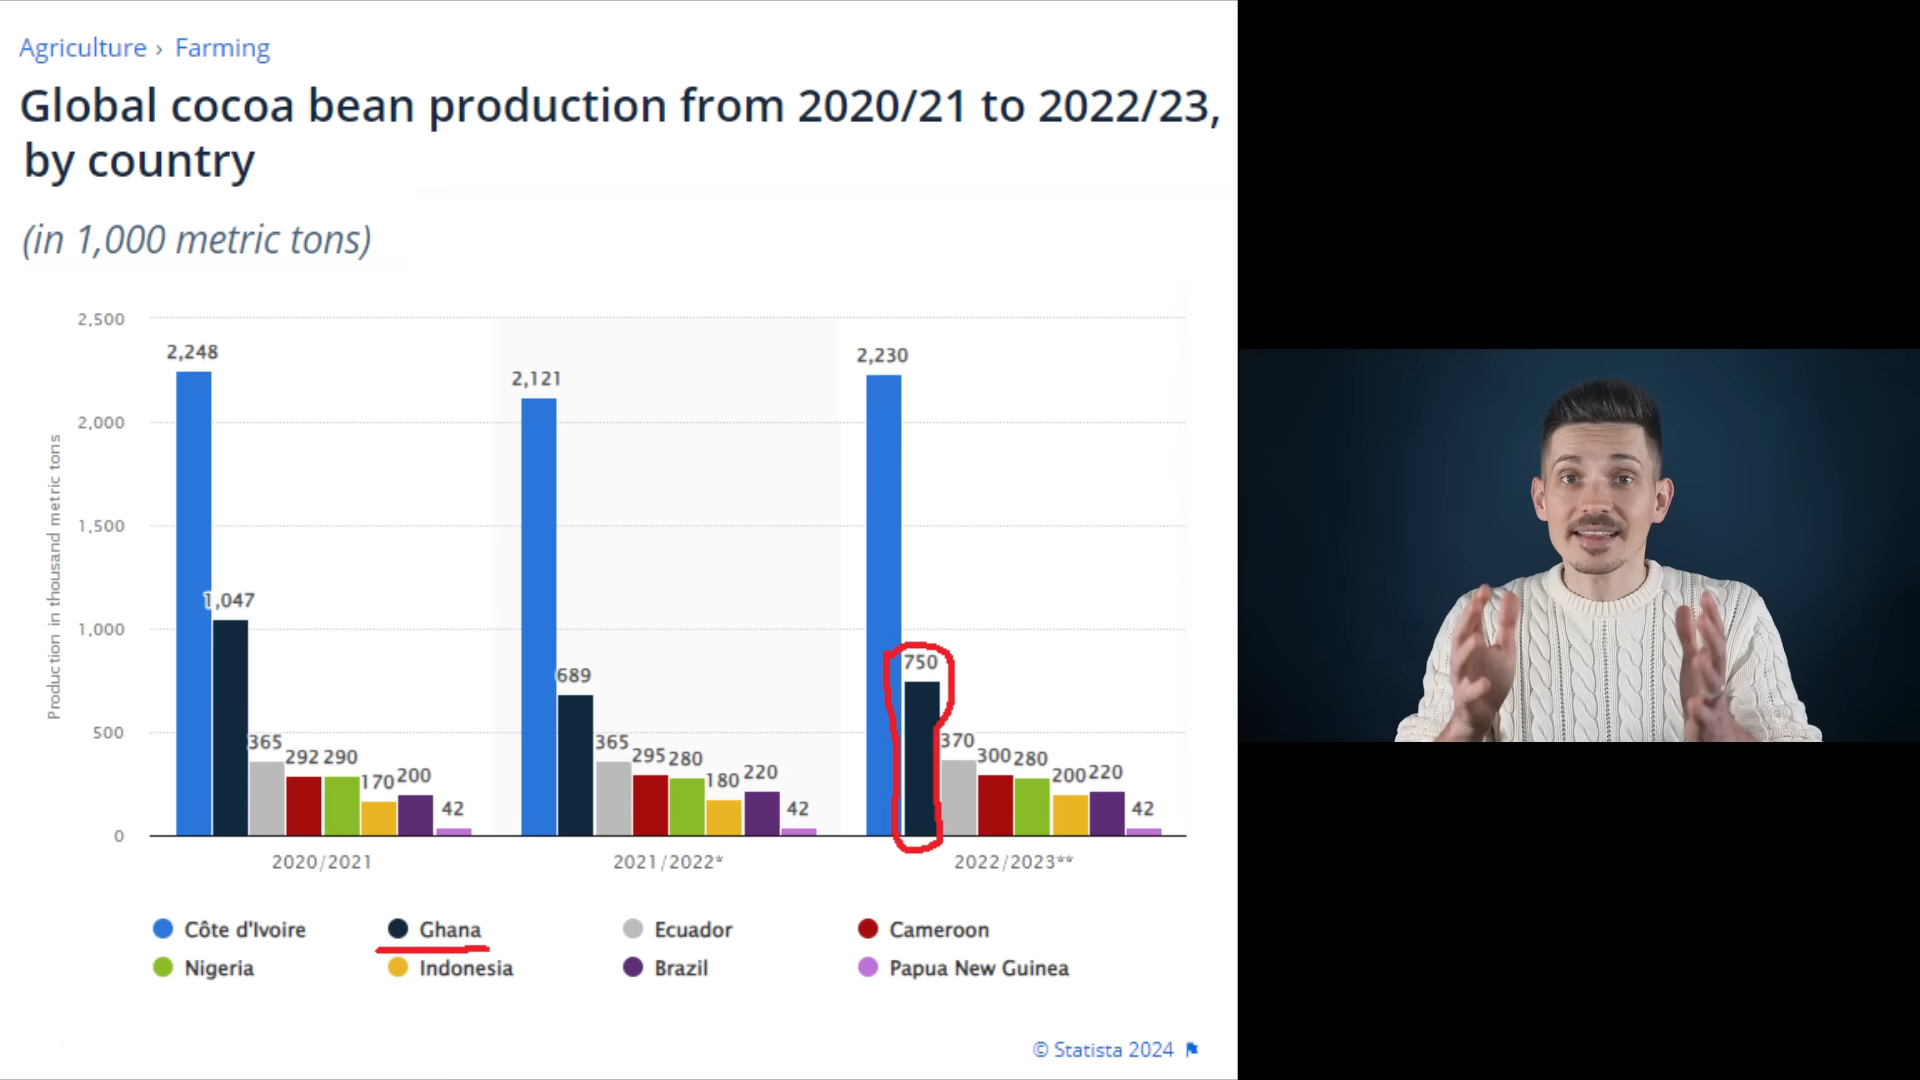 Agriculture › Farming
Global cocoa bean production from 2020/21 to 2022/23,
by country
(in 1,000 metric tons)
Production in thousand metric tons
2,500
2,000
1,500
1,000
500
0
2,248
1,047
365
292
290
170
200
42
2,121
689
365
295
280
180
220
42
2,230
750
370
300
280
200
220
42
2020/2021
2021/2022*
2022/2023**
Côte d'Ivoire
Ghana
Ecuador
Cameroon
Nigeria
Indonesia
Brazil
Papua New Guinea
© Statista 2024